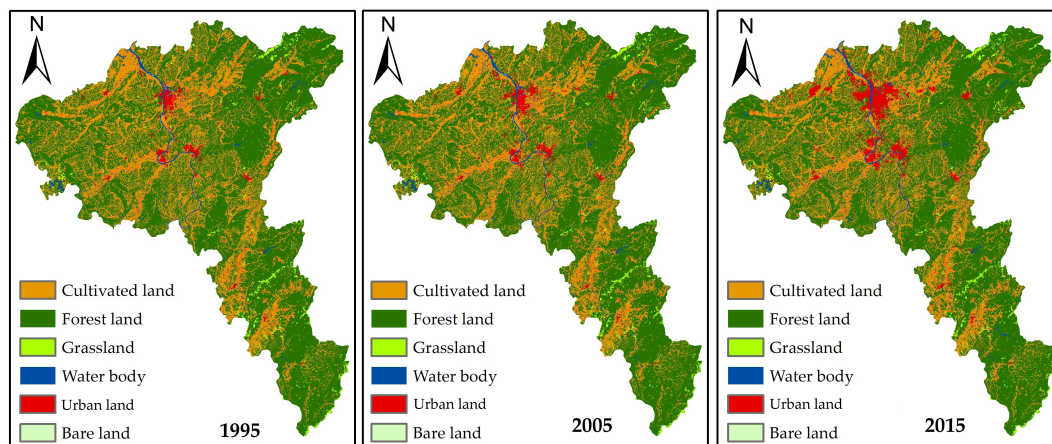 N
Cultivated land
Forest land
Grassland
Water body
Urban land
Bare land
1995
N
Cultivated land
Forest land
Grassland
Water body
Urban land
Bare land
2005
N
Cultivated land
Forest land
Grassland
Water body
Urban land
Bare land
2015